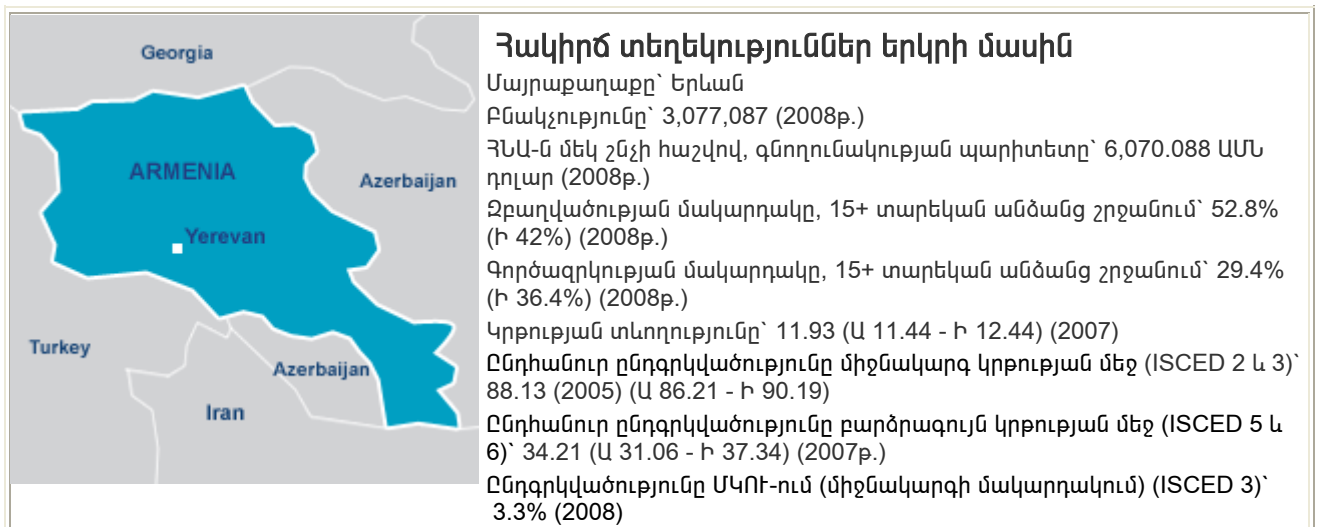 Georgia
ARMENIA
Azerbaijan
Yerevan
Turkey
Azerbaijan
Iran
Հակիրճ տեղեկություններ երկրի մասին
Մայրաքաղաքը՝ Երևան
Բնակչությունը՝ 3,077,087 (2008թ.)
ՀՆԱ-ն մեկ շնչի հաշվով, գնողունակության պարիտետը՝ 6,070.088 ԱՄՆ
դոլար (2008թ.)
Զբաղվածության մակարդակը, 15+ տարեկան անձանց շրջանում՝ 52.8%
(Ի 42%) (2008թ.)
Գործազրկության մակարդակը, 15+ տարեկան անձանց շրջանում՝ 29.4%
(Ի 36.4%) (2008թ.)
Կրթության տևողությունը՝ 11.93 (Ա 11.44 - Ի 12.44) (2007)
Ընդհանուր ընդգրկվածությունը միջնակարգ կրթության մեջ (ISCED 2 և 3)՝
88.13 (2005) (Ա 86.21 - Ի 90.19)
Ընդհանուր ընդգրկվածությունը բարձրագույն կրթության մեջ (ISCED 5 և
6)՝ 34.21 (Ա 31.06 - Ի 37.34) (2007թ.)
Ընդգրկվածությունը ՄԿՈՒ-ում (միջնակարգի մակարդակում) (ISCED 3)՝
3.3% (2008)